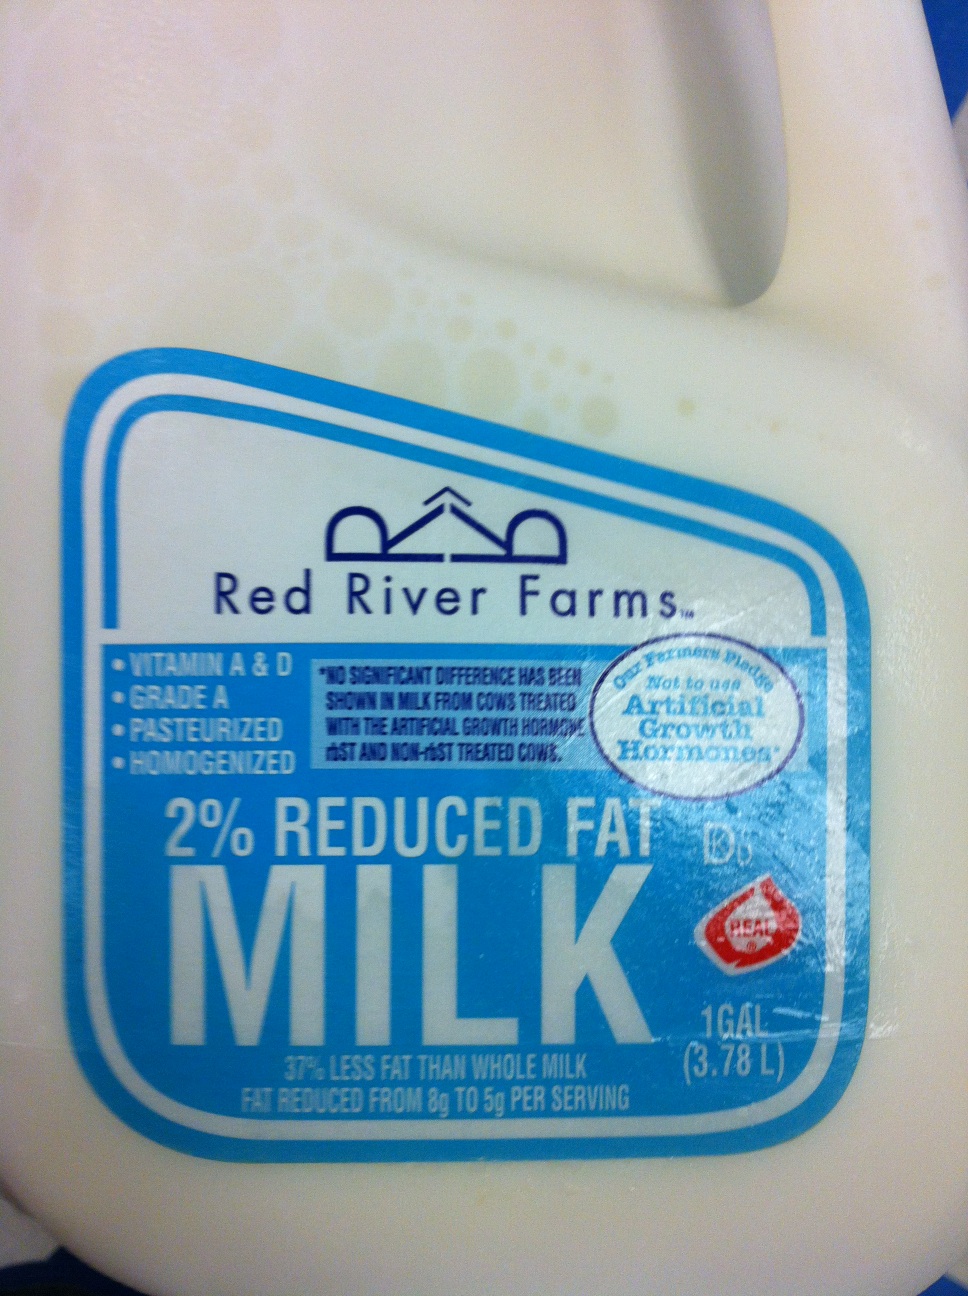 Red River Farms™
• VITAMIN A & D
• GRADE A
• PASTEURIZED
• HOMOGENIZED
*NO SIGNIFICANT DIFFERENCE HAS BEEN
SHOWN IN MILK FROM COWS TREATED
WITH THE ARTIFICIAL GROWTH HORMONE
rbST AND NON-rbST TREATED COWS.
Our Farmers Pledge
Not to use
Artificial
Growth
Hormones*
2% REDUCED FAT
MILK
REAL
®
1GAL
(3.78 L)
37% LESS FAT THAN WHOLE MILK
FAT REDUCED FROM 8g TO 5g PER SERVING